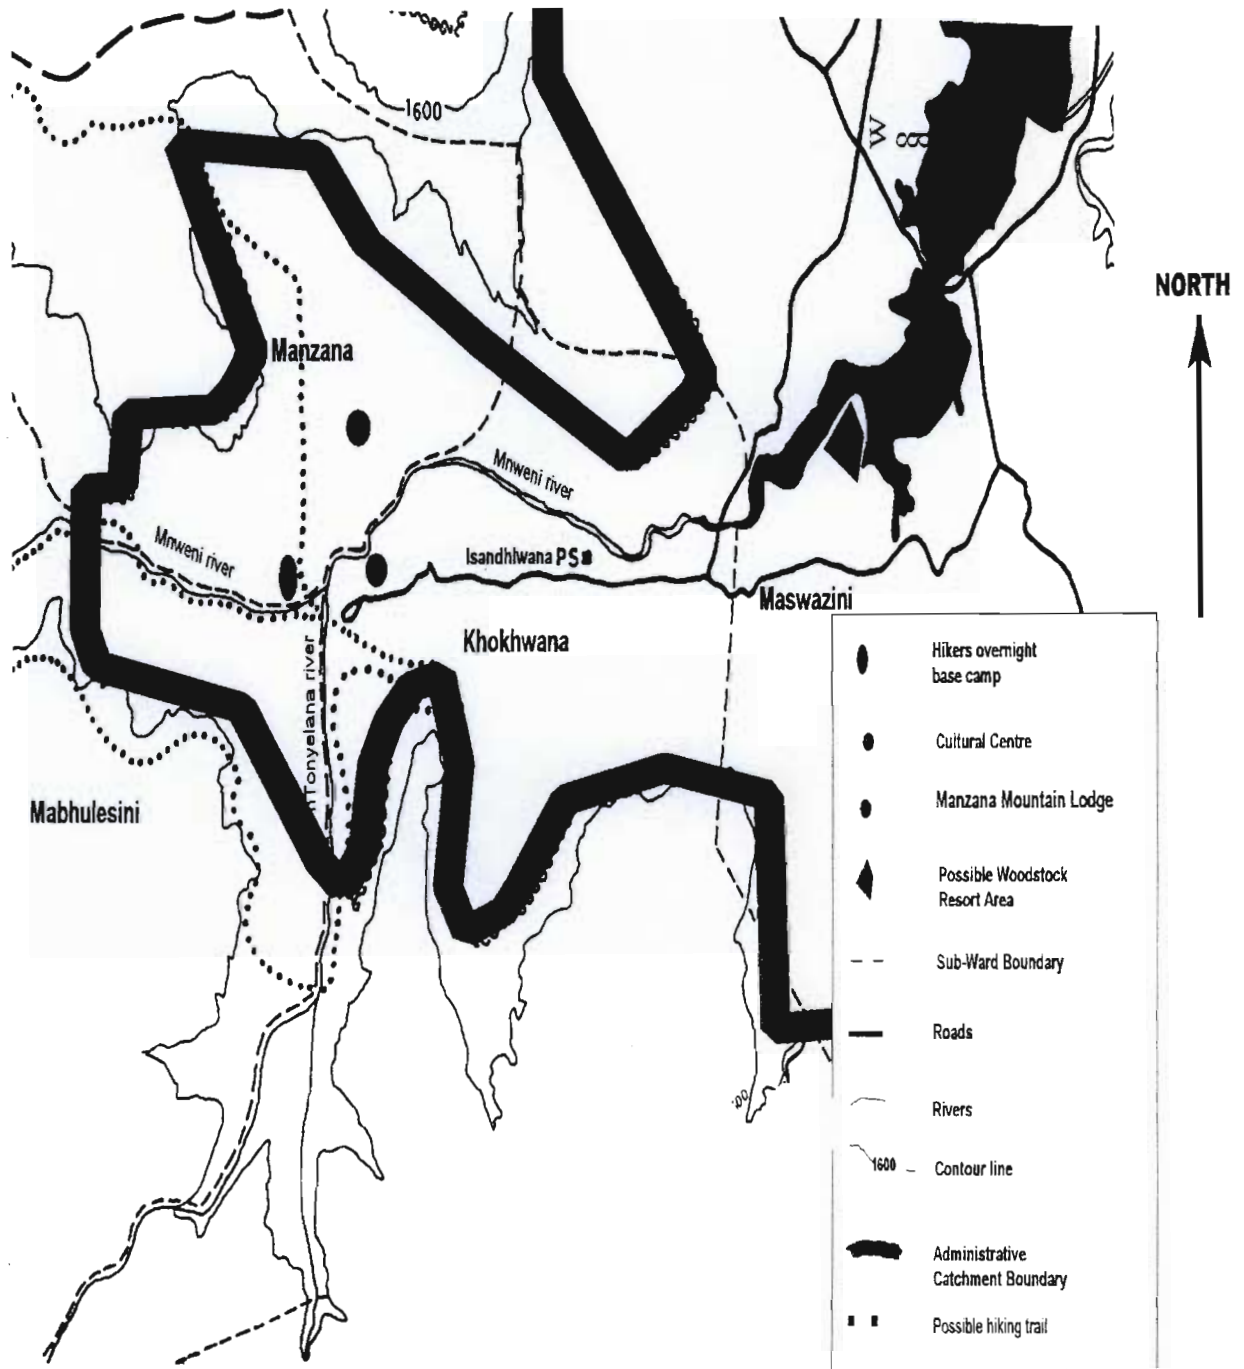 1600
W
NORTH
Manzana
Mnweni river
Mnweni river
Isandhlwana PS
Maswazini
Khokhwana
Tonyelana river
Mabhulesini
Hikers overnight
base camp
Cultural Centre
Manzana Mountain Lodge
Possible Woodstock
Resort Area
Sub-Ward Boundary
Roads
Rivers
1600
Contour line
Administrative
Catchment Boundary
Possible hiking trail